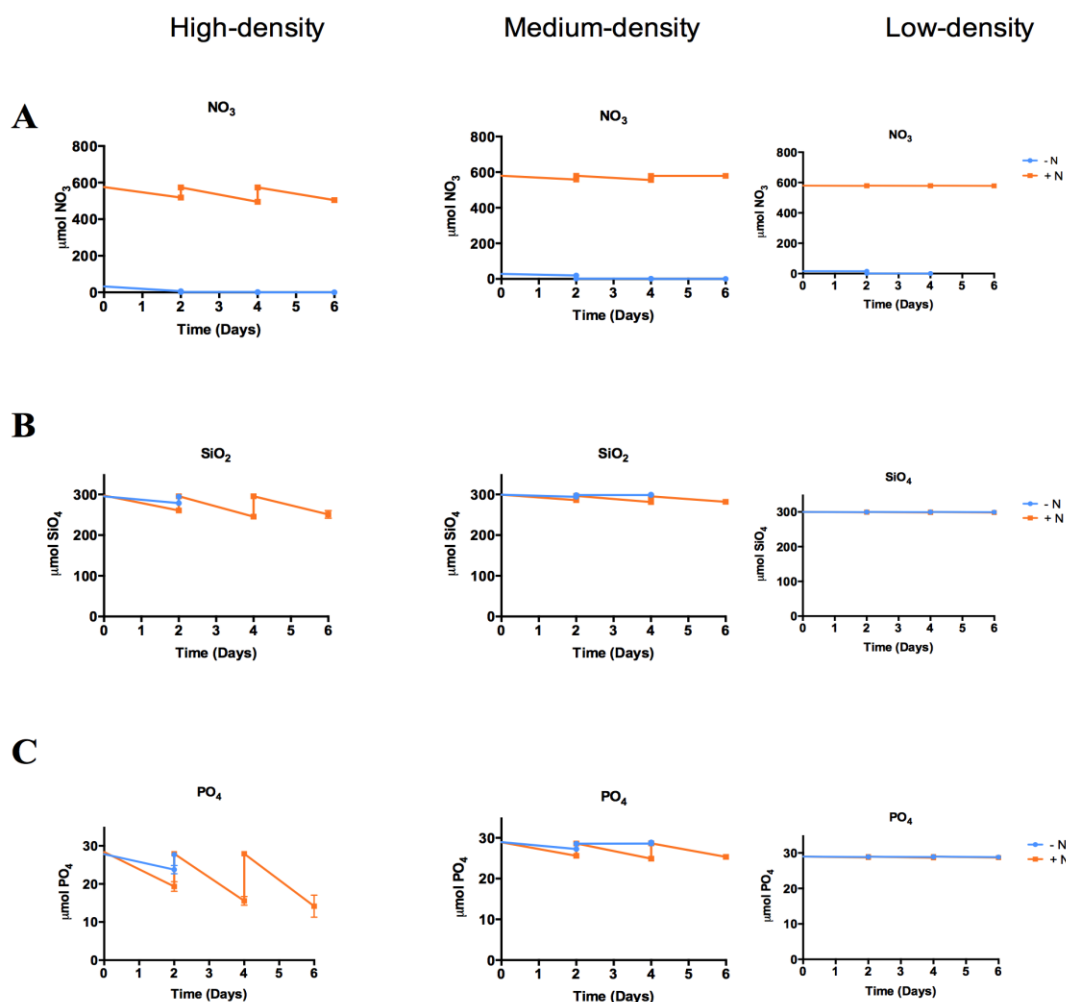 High-density Medium-density Low-density
A
NO₃
800
600
400
200
0
μmol NO₃
0 1 2 3 4 5 6
Time (Days)
NO₃
800
600
400
200
0
μmol NO₃
0 1 2 3 4 5 6
Time (Days)
NO₃
800
600
400
200
0
μmol NO₃
0 1 2 3 4 5 6
Time (Days)
- N
+ N
B
SiO₂
300
200
100
0
μmol SiO₄
0 1 2 3 4 5 6
Time (Days)
SiO₂
300
200
100
0
μmol SiO₄
0 1 2 3 4 5 6
Time (Days)
SiO₄
300
200
100
0
μmol SiO₄
0 1 2 3 4 5 6
Time (Days)
- N
+ N
C
PO₄
30
20
10
0
μmol PO₄
0 1 2 3 4 5 6
Time (Days)
PO₄
30
20
10
0
μmol PO₄
0 1 2 3 4 5 6
Time (Days)
PO₄
30
20
10
0
μmol PO₄
0 1 2 3 4 5 6
Time (Days)
- N
+ N